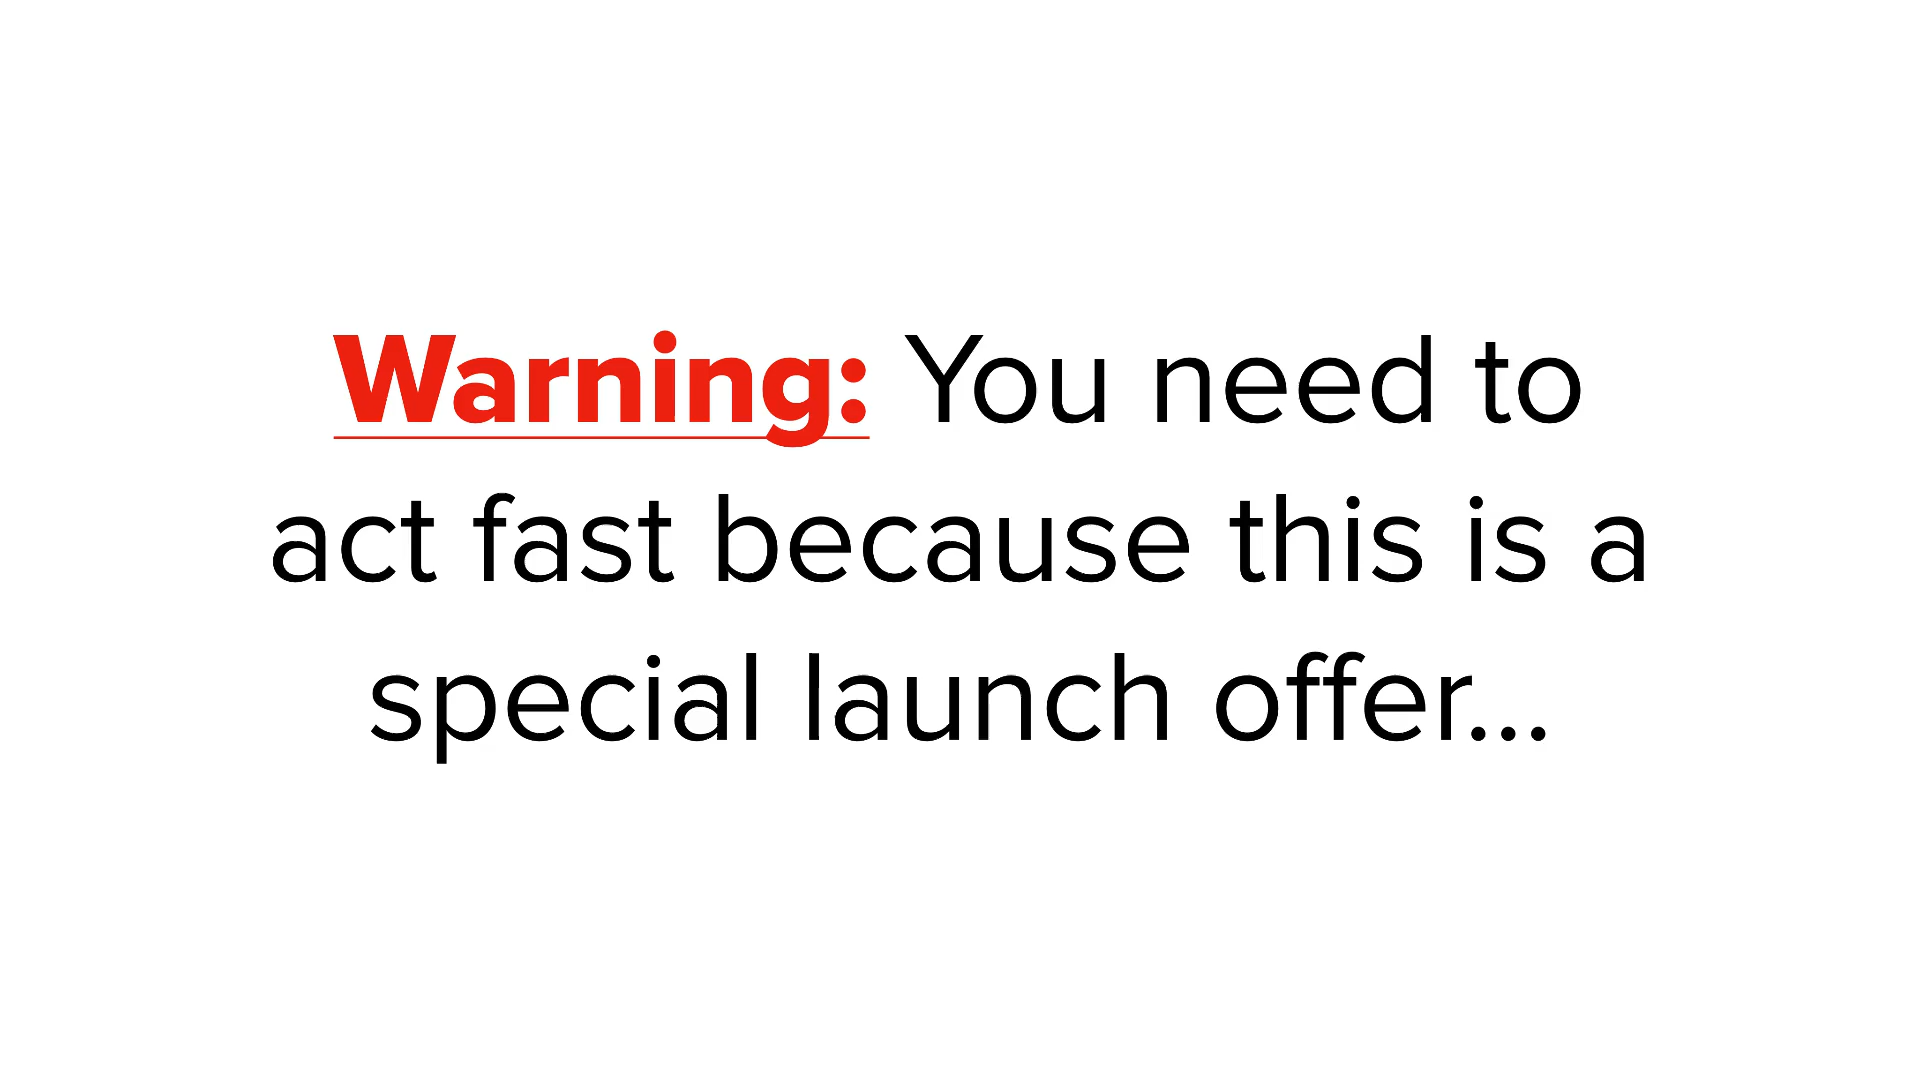 Warning: You need to
act fast because this is a
special launch offer...